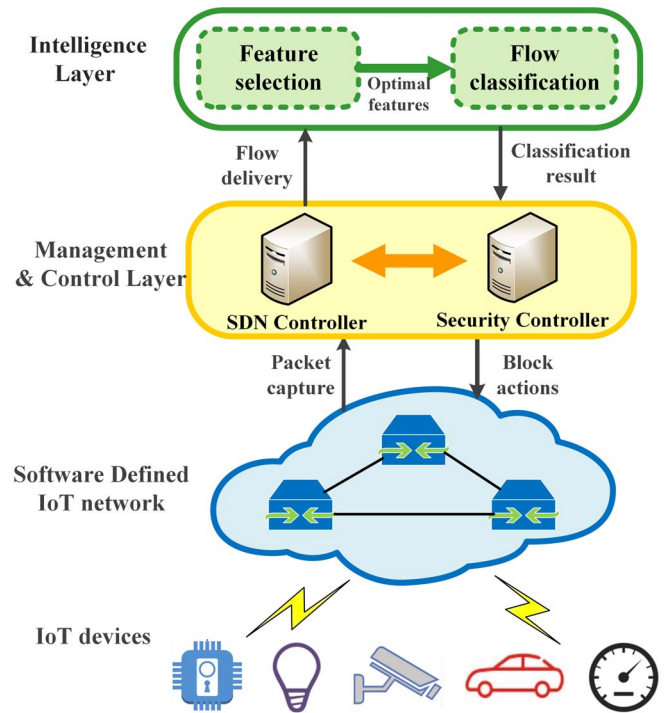 Intelligence
Layer
Feature
selection
Optimal
features
Flow
classification
Flow
delivery
Classification
result
Management
& Control Layer
SDN Controller
Security Controller
Packet
capture
Block
actions
Software Defined
IoT network
IoT devices